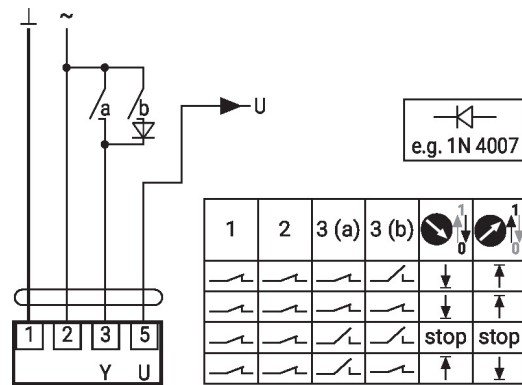 ⊥ ~
a b
U
e.g. 1N 4007
1 2 3 (a) 3 (b) 1 0 1 0
stop stop
1 2 3 5
Y U